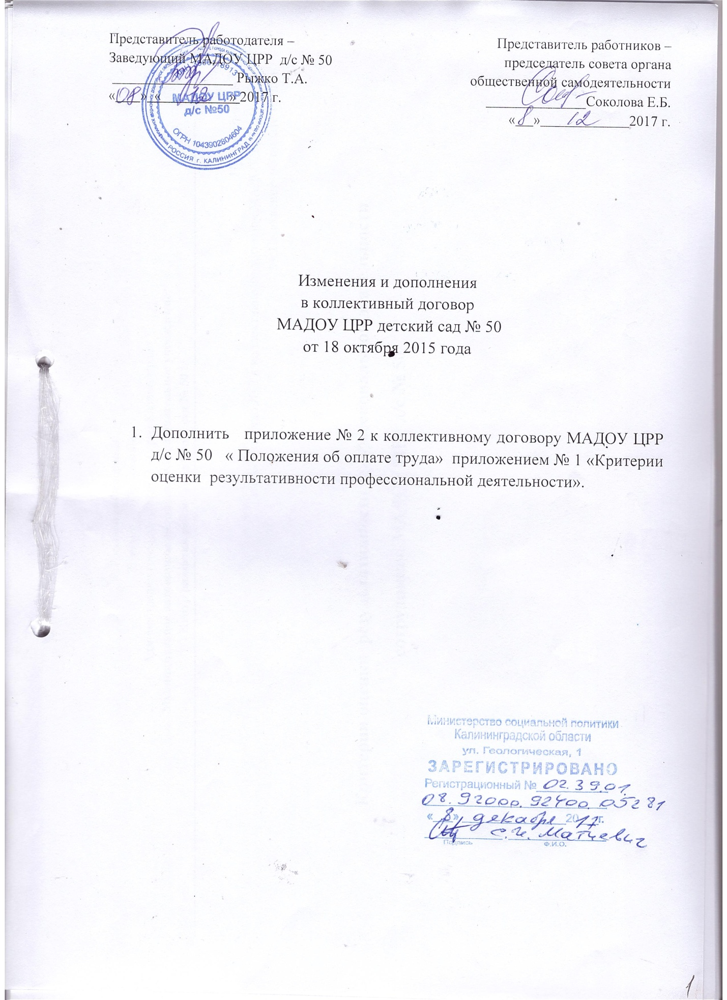 Представитель работодателя –
Заведующий МАДОУ ЦРР д/с № 50
__________________ Рыжко Т.А.
«08» «12» 2017 г.
МАДОУ ЦРР
д/с №50
ОГРН 1043902804604
РОССИЯ г. КАЛИНИНГРАД
Представитель работников –
председатель совета органа
общественной самодеятельности
_______________Соколова Е.Б.
«8» 12 2017 г.
Изменения и дополнения
в коллективный договор
МАДОУ ЦРР детский сад № 50
от 18 октября 2015 года
1. Дополнить приложение № 2 к коллективному договору МАДОУ ЦРР
д/с № 50 « Положения об оплате труда» приложением № 1 «Критерии
оценки результативности профессиональной деятельности».
Министерство социальной политики
Калининградской области
ул. Геологическая, 1
ЗАРЕГИСТРИРОВАНО
Регистрационный № 02.39.01.
08.92000.92400.05281
«8» декабря 2017г.
С.И. Матиевич
Подпись Ф.И.О.
1